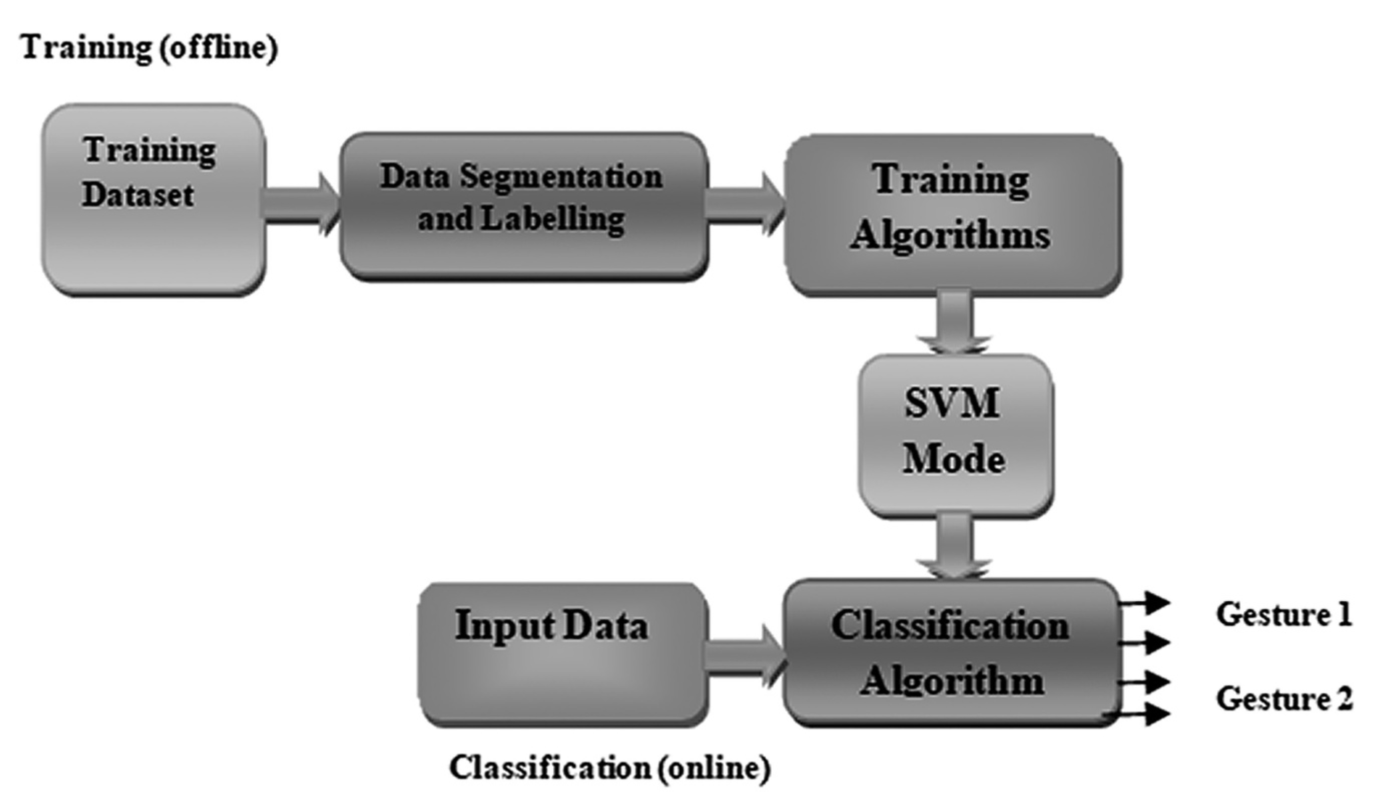 Training (offline)
Training
Dataset
Data Segmentation
and Labelling
Training
Algorithms
SVM
Mode
Input Data
Classification
Algorithm
Gesture 1
Gesture 2
Classification (online)